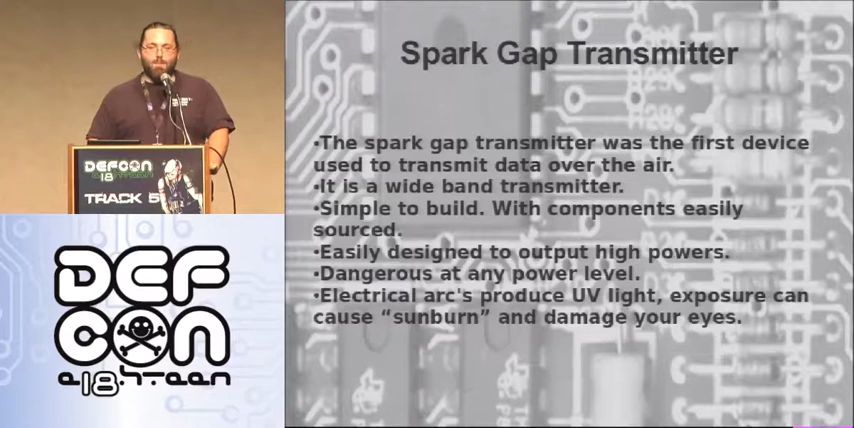 DEFCON
18
TRACK 5
DEF
CON
e18hteen
Spark Gap Transmitter
•The spark gap transmitter was the first device
used to transmit data over the air.
•It is a wide band transmitter.
•Simple to build. With components easily
sourced.
•Easily designed to output high powers.
•Dangerous at any power level.
•Electrical arc's produce UV light, exposure can
cause “sunburn” and damage your eyes.